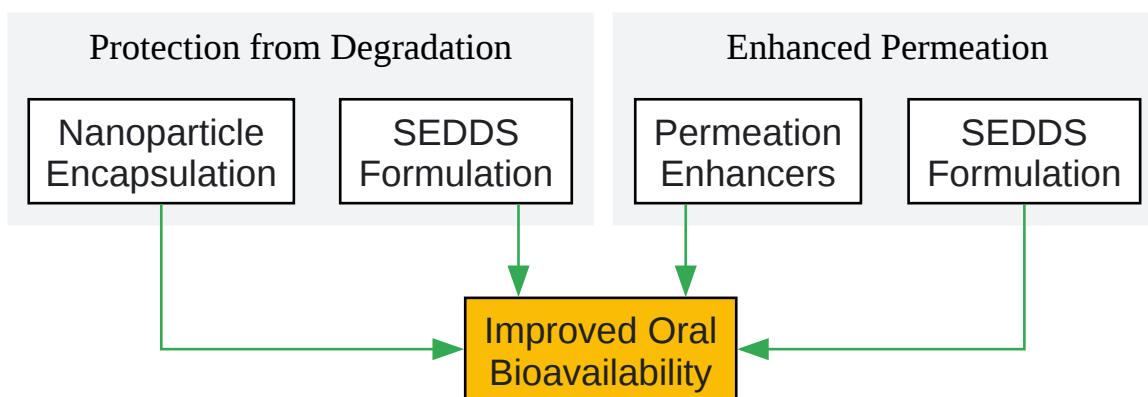 Protection from Degradation
Enhanced Permeation
Nanoparticle
Encapsulation
SEDDS
Formulation
Permeation
Enhancers
SEDDS
Formulation
Improved Oral
Bioavailability